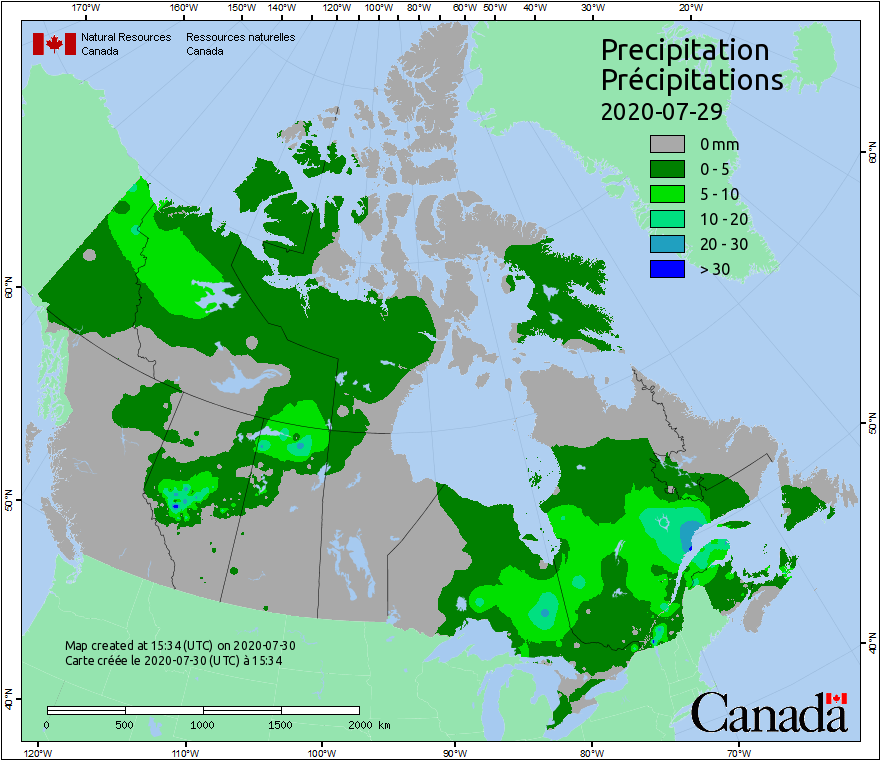 170°W 160°W 150°W 140°W 130°W 120°W 110°W 100°W 90°W 80°W 60°W 50°W 40°W 30°W 20°W
Natural Resources Canada
Ressources naturelles Canada
Precipitation
Précipitations
2020-07-29
0 mm
0 - 5
5 - 10
10 - 20
20 - 30
> 30
60°N
60°N
50°N
50°N
40°N
40°N
Map created at 15:34 (UTC) on 2020-07-30
Carte créée le 2020-07-30 (UTC) à 15:34
0 500 1000 1500 2000 km
Canada
120°W 110°W 100°W 90°W 80°W 70°W